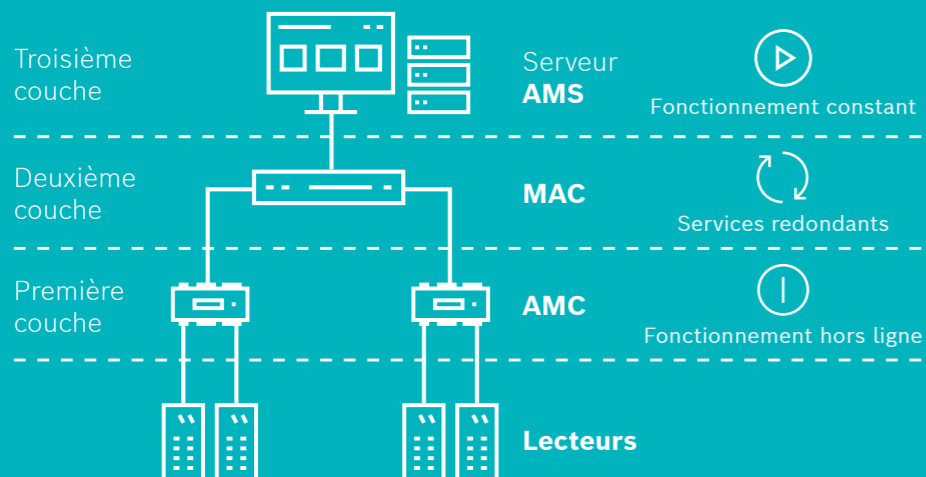 Troisième
couche
Serveur
AMS
Fonctionnement constant
Deuxième
couche
MAC
Services redondants
Première
couche
AMC
Fonctionnement hors ligne
Lecteurs